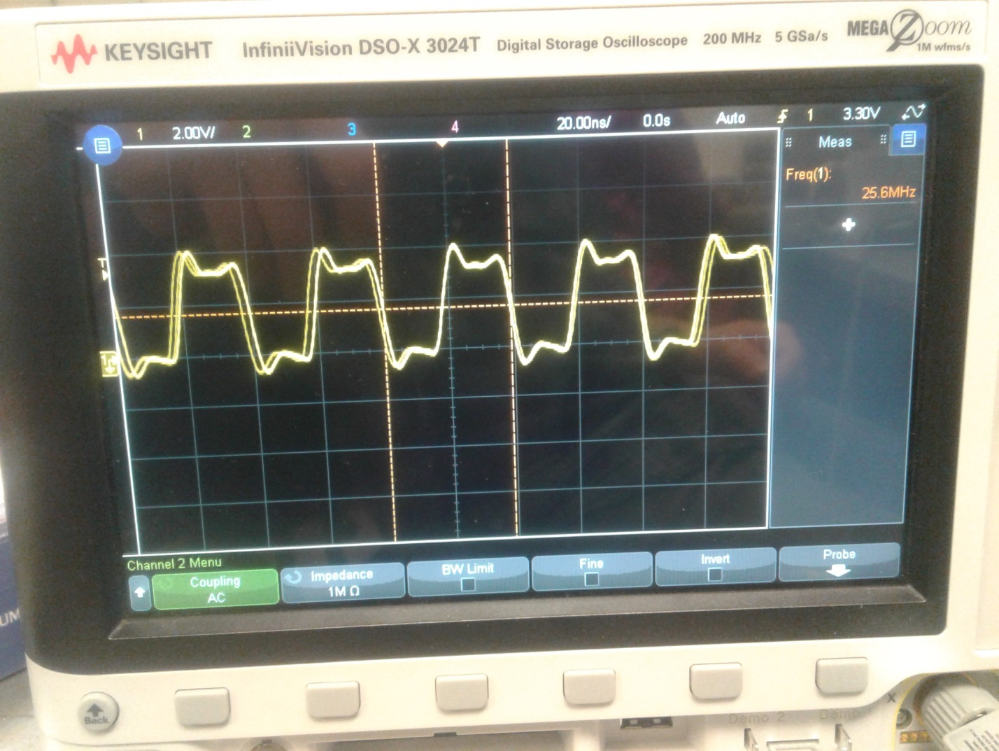 KEYSIGHT InfiniiVision DSO-X 3024T Digital Storage Oscilloscope 200 MHz 5 GSa/s MEGA Zoom
1M wfms/s
1 2.00V/ 2 3 4 20.00ns/ 0.0s Auto 1 3.30V
Meas
Freq(1):
25.6MHz
T
Channel 2 Menu
Coupling
AC
Impedance
1M Ω
BW Limit
Fine
Invert
Probe
Back
X
Demo 2
UM